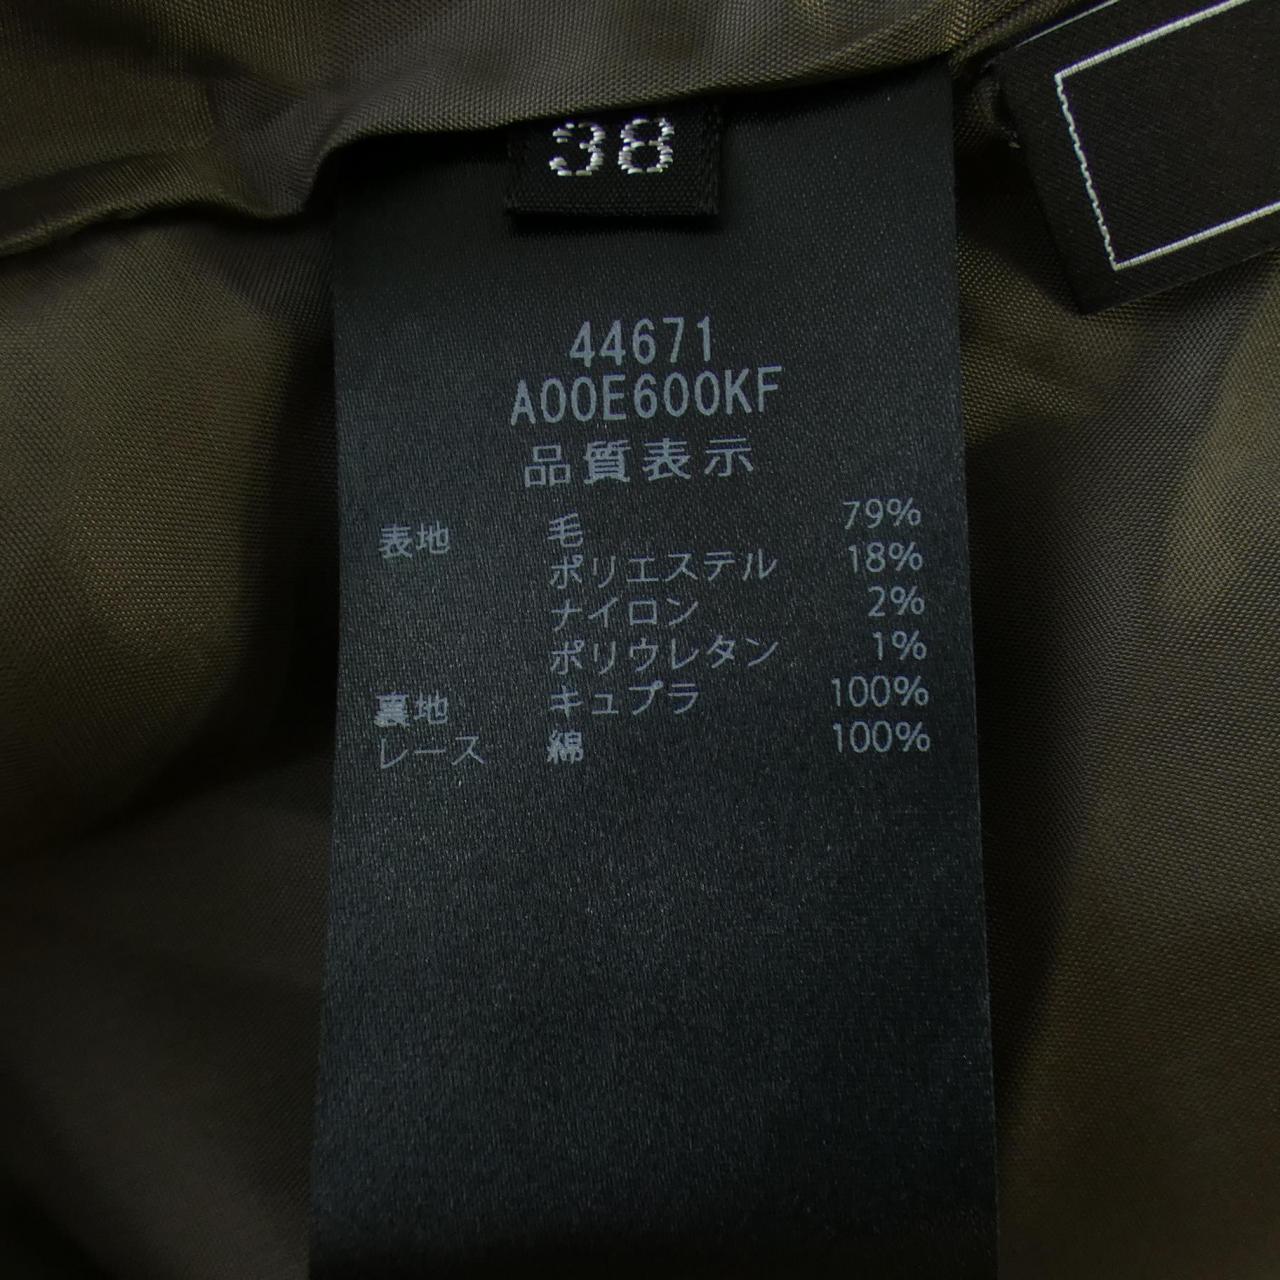 38
44671
A00E600KF
品質表示
表地 毛 79%
ポリエステル 18%
ナイロン 2%
ポリウレタン 1%
裏地 キュプラ 100%
レース 綿 100%